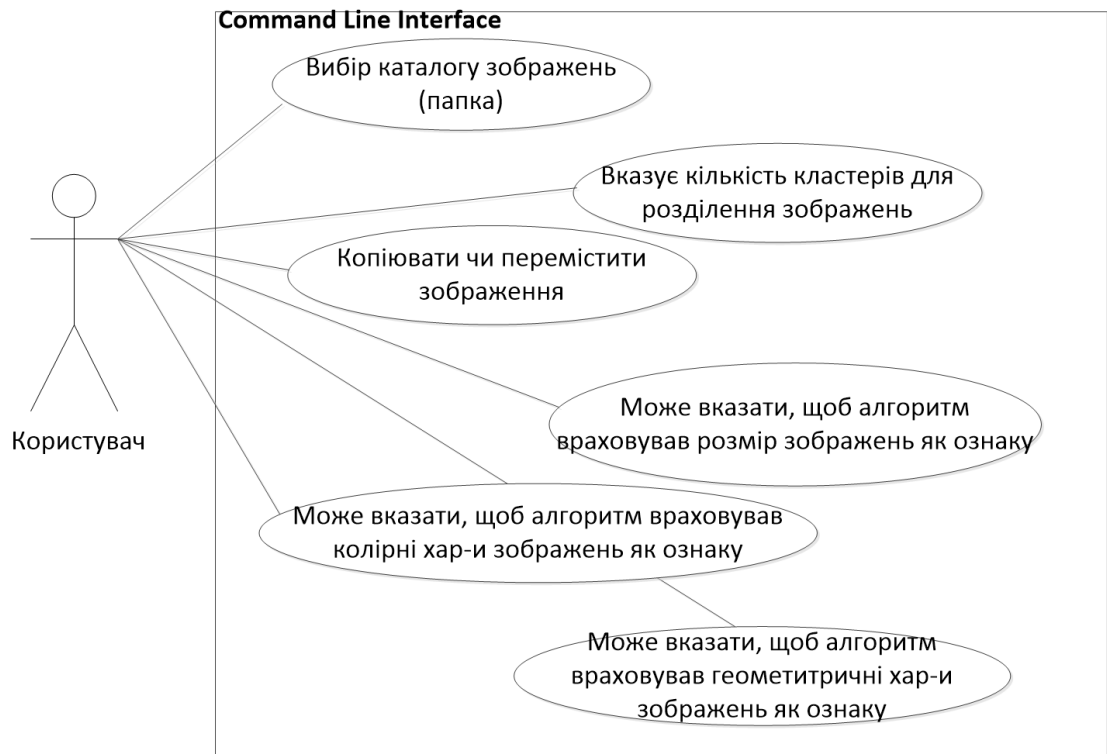 Command Line Interface
Вибір каталогу зображень
(папка)
Вказує кількість кластерів для
розділення зображень
Копіювати чи перемістити
зображення
Може вказати, щоб алгоритм
враховував розмір зображень як ознаку
Користувач
Може вказати, щоб алгоритм враховував
колірні хар-и зображень як ознаку
Може вказати, щоб алгоритм
враховував геометитричні хар-и
зображень як ознаку